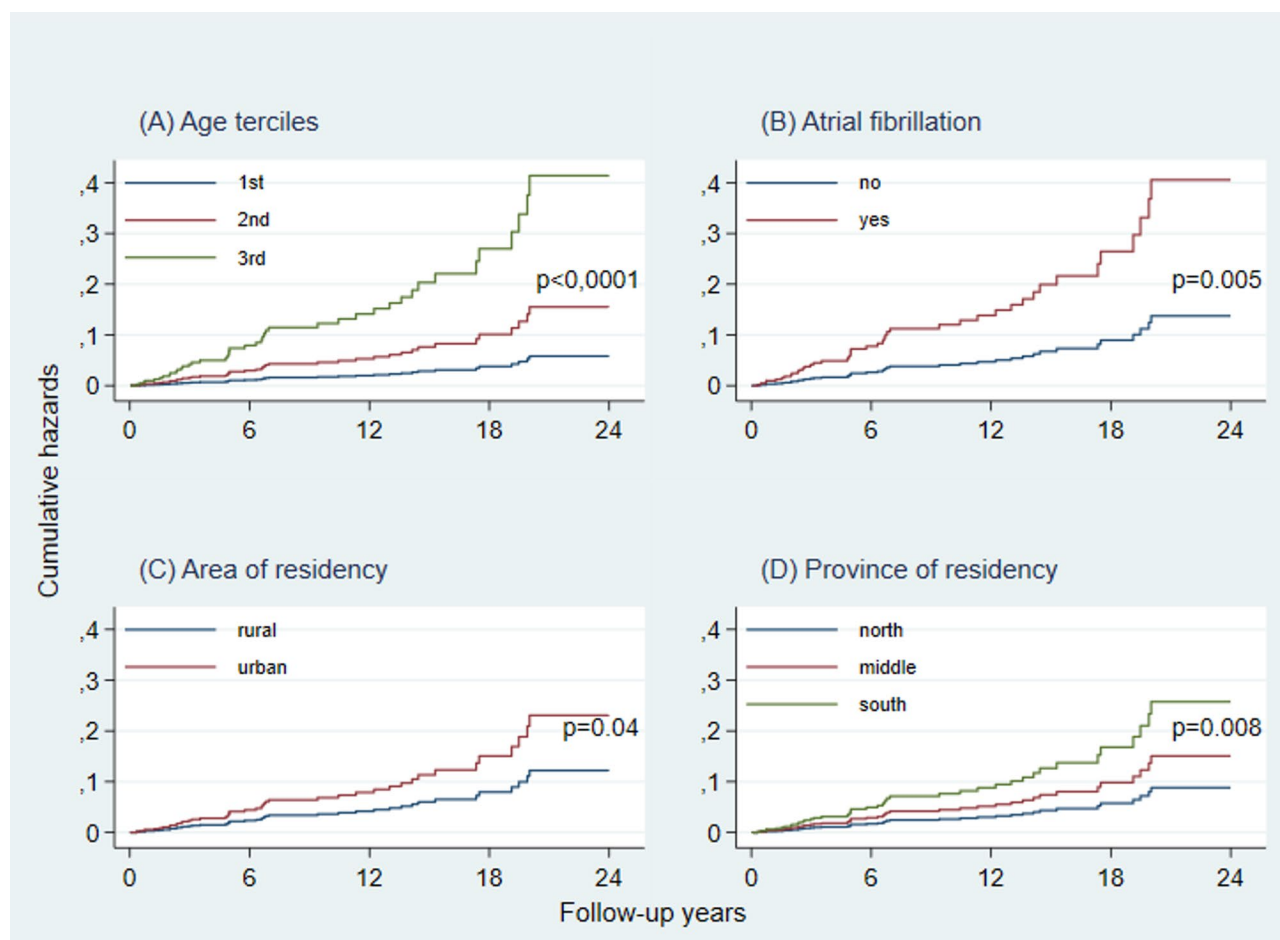 (A) Age terciles
,4
,3
,2
,1
0
1st
2nd
3rd
p<0,0001
0 6 12 18 24
(B) Atrial fibrillation
,4
,3
,2
,1
0
no
yes
p=0.005
0 6 12 18 24
Cumulative hazards
(C) Area of residency
,4
,3
,2
,1
0
rural
urban
p=0.04
0 6 12 18 24
(D) Province of residency
,4
,3
,2
,1
0
north
middle
south
p=0.008
0 6 12 18 24
Follow-up years